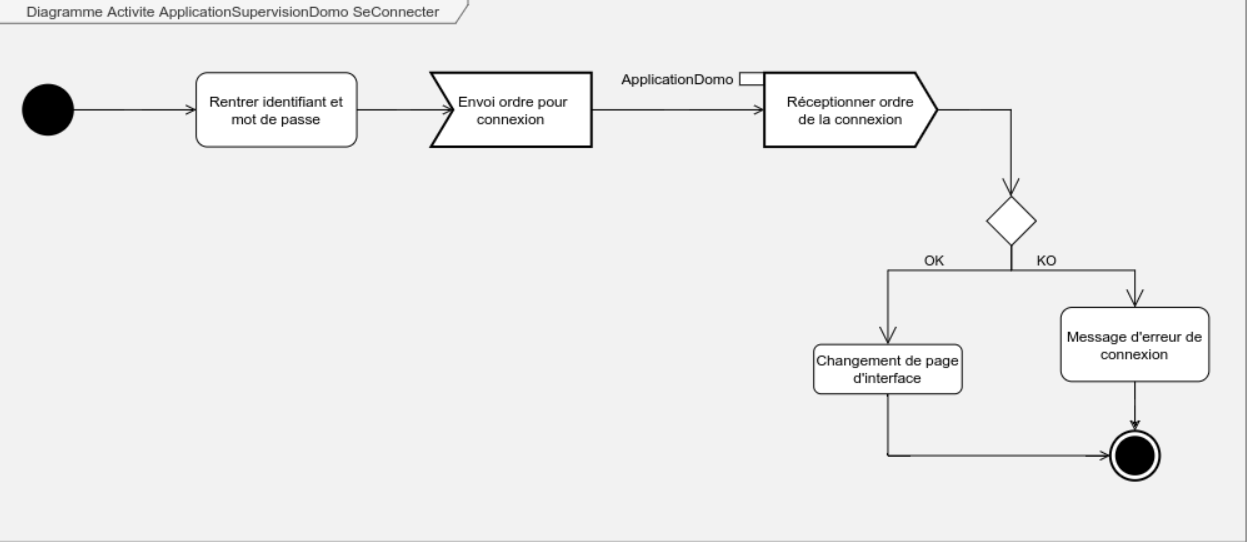 Diagramme Activite ApplicationSupervisionDomo SeConnecter
Rentrer identifiant et
mot de passe
Envoi ordre pour
connexion
ApplicationDomo
Réceptionner ordre
de la connexion
OK
KO
Message d'erreur de
connexion
Changement de page
d'interface